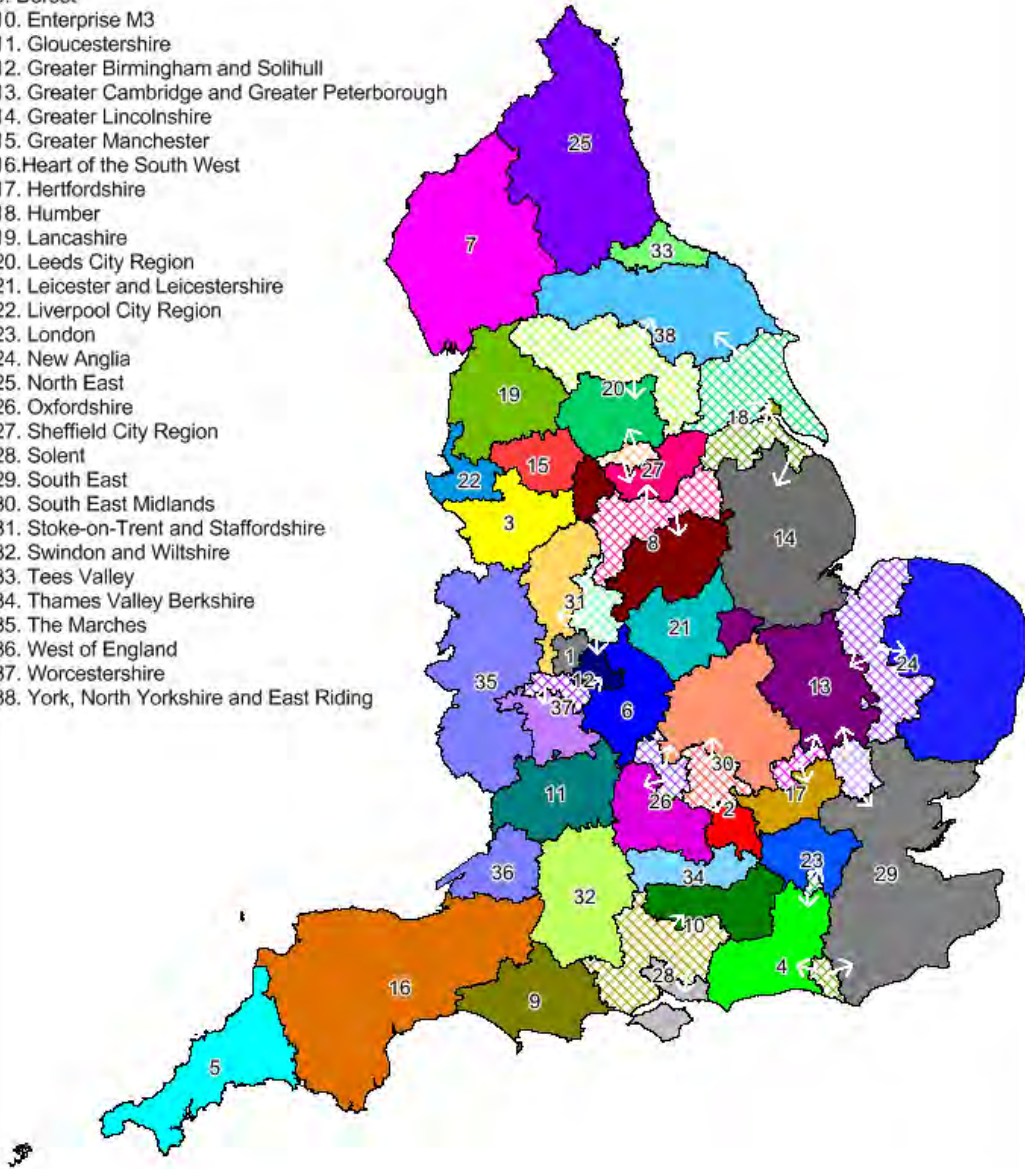 Dorset
10. Enterprise M3
11. Gloucestershire
12. Greater Birmingham and Solihull
13. Greater Cambridge and Greater Peterborough
14. Greater Lincolnshire
15. Greater Manchester
16.Heart of the South West
17. Hertfordshire
18. Humber
19. Lancashire
20. Leeds City Region
21. Leicester and Leicestershire
22. Liverpool City Region
23. London
24. New Anglia
25. North East
26. Oxfordshire
27. Sheffield City Region
28. Solent
29. South East
30. South East Midlands
31. Stoke-on-Trent and Staffordshire
32. Swindon and Wiltshire
33. Tees Valley
34. Thames Valley Berkshire
35. The Marches
36. West of England
37. Worcestershire
38. York, North Yorkshire and East Riding
25
7
33
38
19
20
18
15
27
22
3
8
14
31
21
1
24
12
35
13
37
6
30
11
17
26
2
23
36
34
29
32
10
4
28
16
9
5